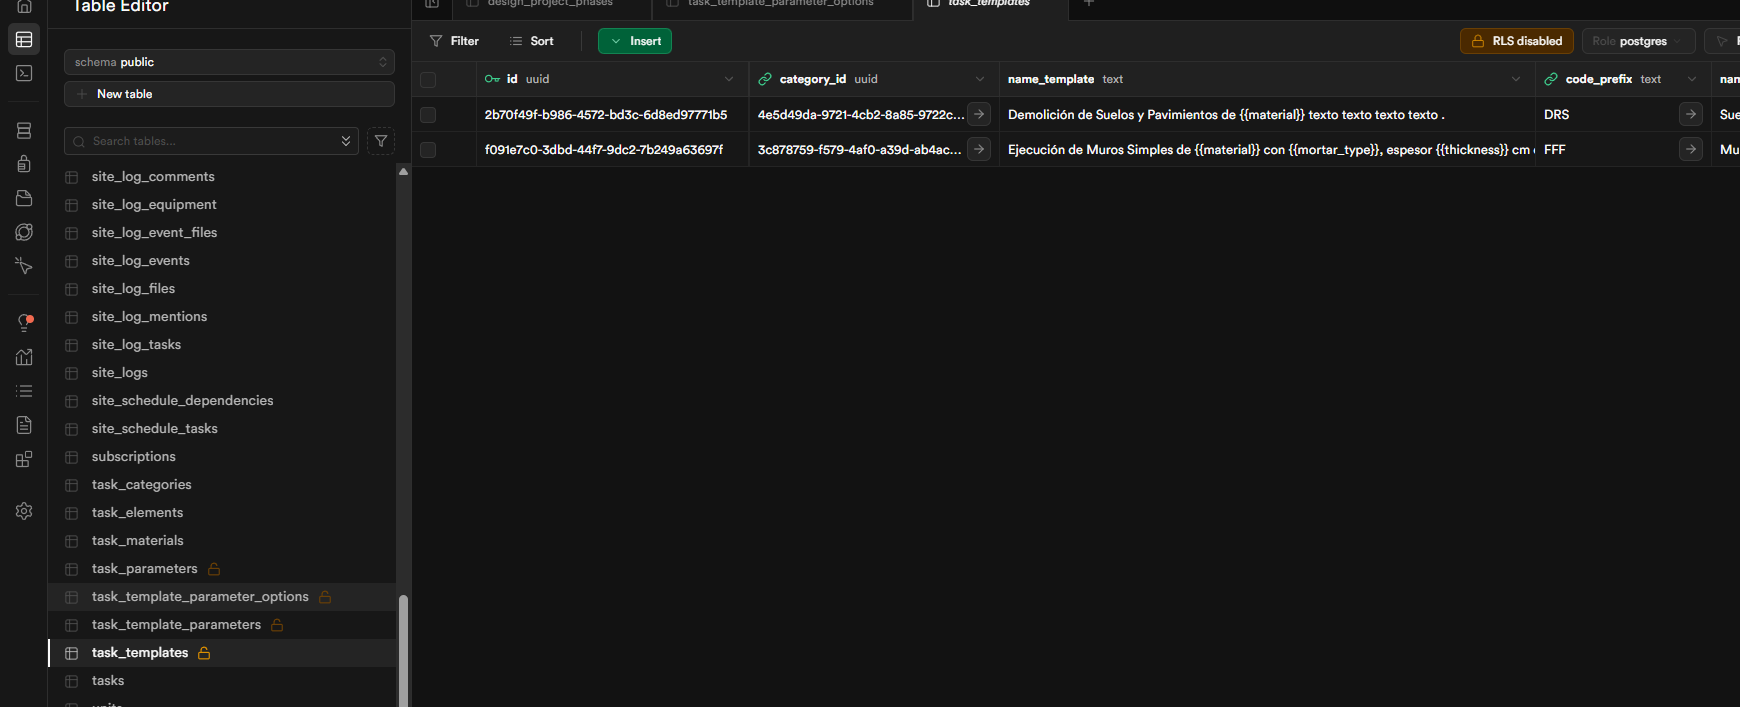 Table Editor
design_project_phases
task_template_parameter_options
task_templates
schema public
New table
Search tables...
Filter
Sort
Insert
RLS disabled
Role postgres
id uuid
category_id uuid
name_template text
code_prefix text
2b70f49f-b986-4572-bd3c-6d8ed97771b5
4e5d49da-9721-4cb2-8a85-9722c...
Demolición de Suelos y Pavimientos de {{material}} texto texto texto texto .
DRS
f091e7c0-3dbd-44f7-9dc2-7b249a63697f
3c878759-f579-4af0-a39d-ab4ac...
Ejecución de Muros Simples de {{material}} con {{mortar_type}}, espesor {{thickness}} cm
FFF
site_log_comments
site_log_equipment
site_log_event_files
site_log_events
site_log_files
site_log_mentions
site_log_tasks
site_logs
site_schedule_dependencies
site_schedule_tasks
subscriptions
task_categories
task_elements
task_materials
task_parameters
task_template_parameter_options
task_template_parameters
task_templates
tasks